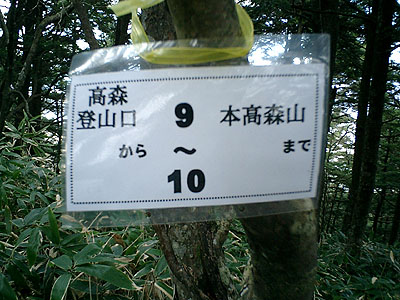 高森
登山口 9 本高森山
から ～ まで
10